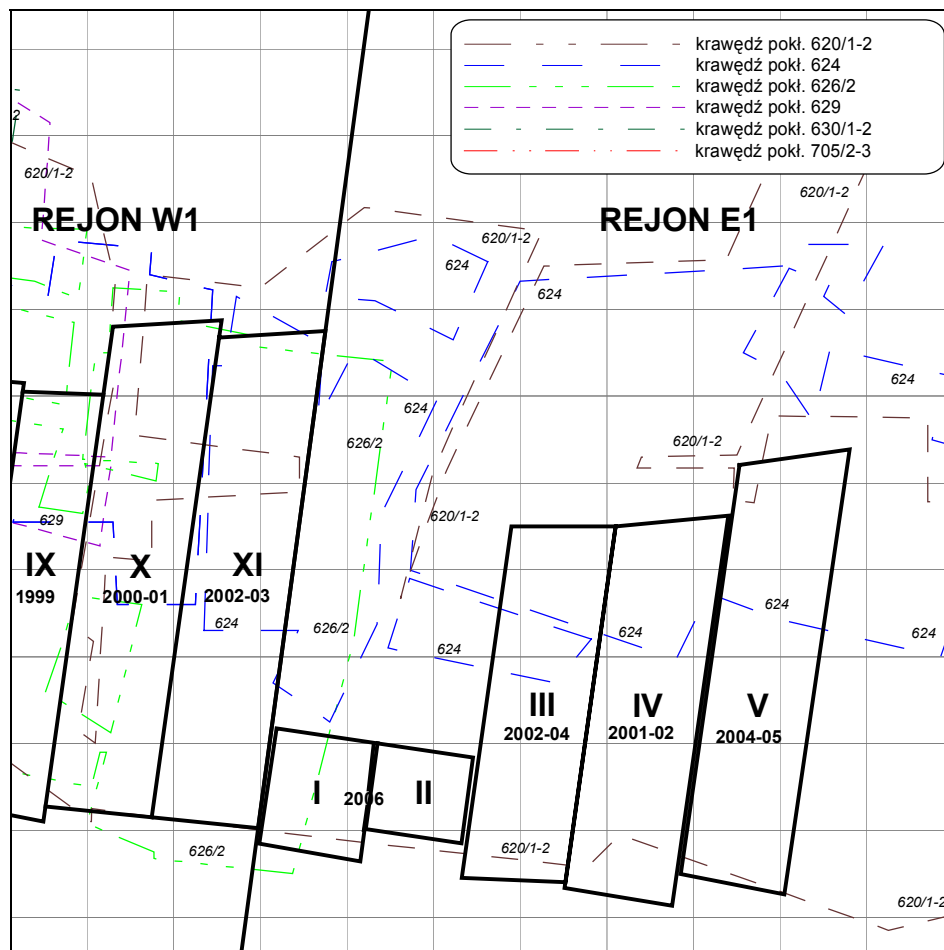 krawędź pokł. 620/1-2
krawędź pokł. 624
krawędź pokł. 626/2
krawędź pokł. 629
krawędź pokł. 630/1-2
krawędź pokł. 705/2-3
2
620/1-2
620/1-2
REJON W1
REJON E1
620/1-2
624
624
624
624
626/2
620/1-2
620/1-2
629
IX
1999
X
2000-01
XI
2002-03
624
626/2
624
624
624
624
III
2002-04
IV
2001-02
V
2004-05
I
2006
II
626/2
620/1-2
620/1-2